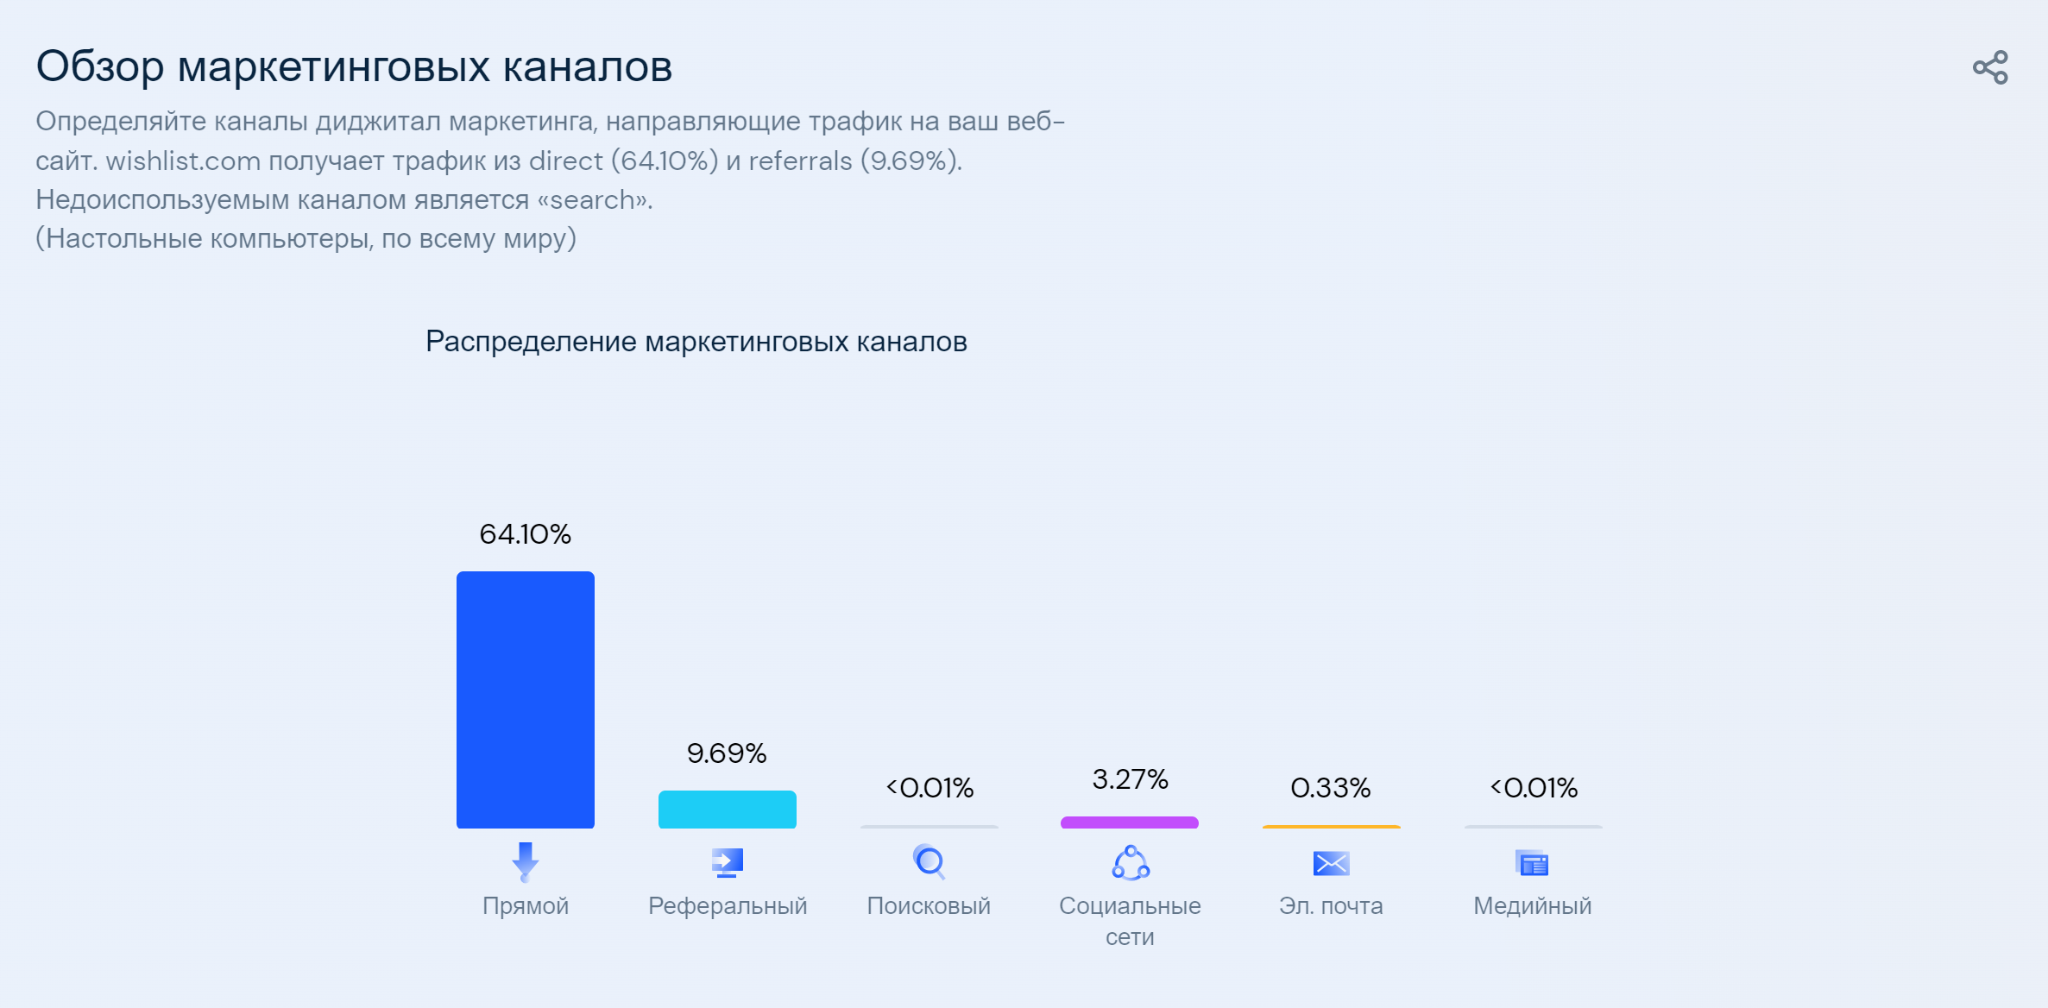 Обзор маркетинговых каналов
Определяйте каналы диджитал маркетинга, направляющие трафик на ваш веб-
сайт. wishlist.com получает трафик из direct (64.10%) и referrals (9.69%).
Недоиспользуемым каналом является «search».
(Настольные компьютеры, по всему миру)
Распределение маркетинговых каналов
64.10%
9.69%
<0.01%
3.27%
0.33%
<0.01%
Прямой
Реферальный
Поисковый
Социальные
сети
Эл. почта
Медийный